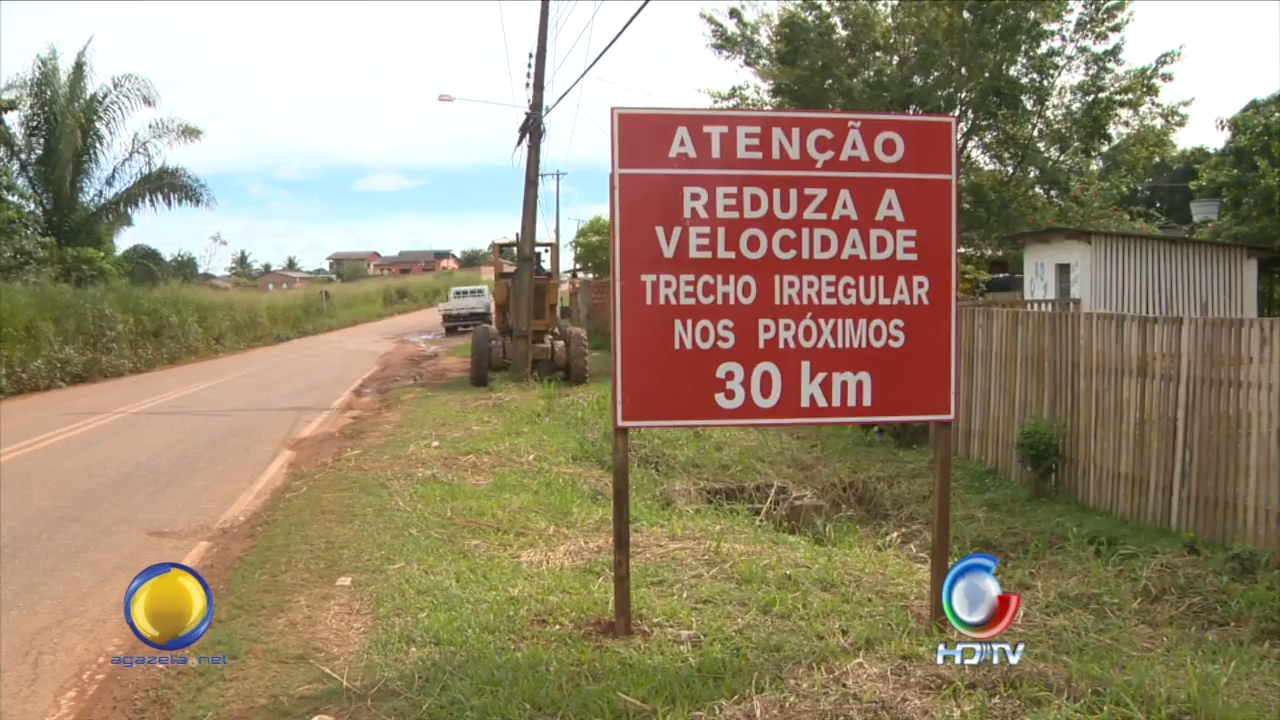 ATENÇÃO
REDUZA A
VELOCIDADE
TRECHO IRREGULAR
NOS PRÓXIMOS
30 km
agazeta.net
HDTV